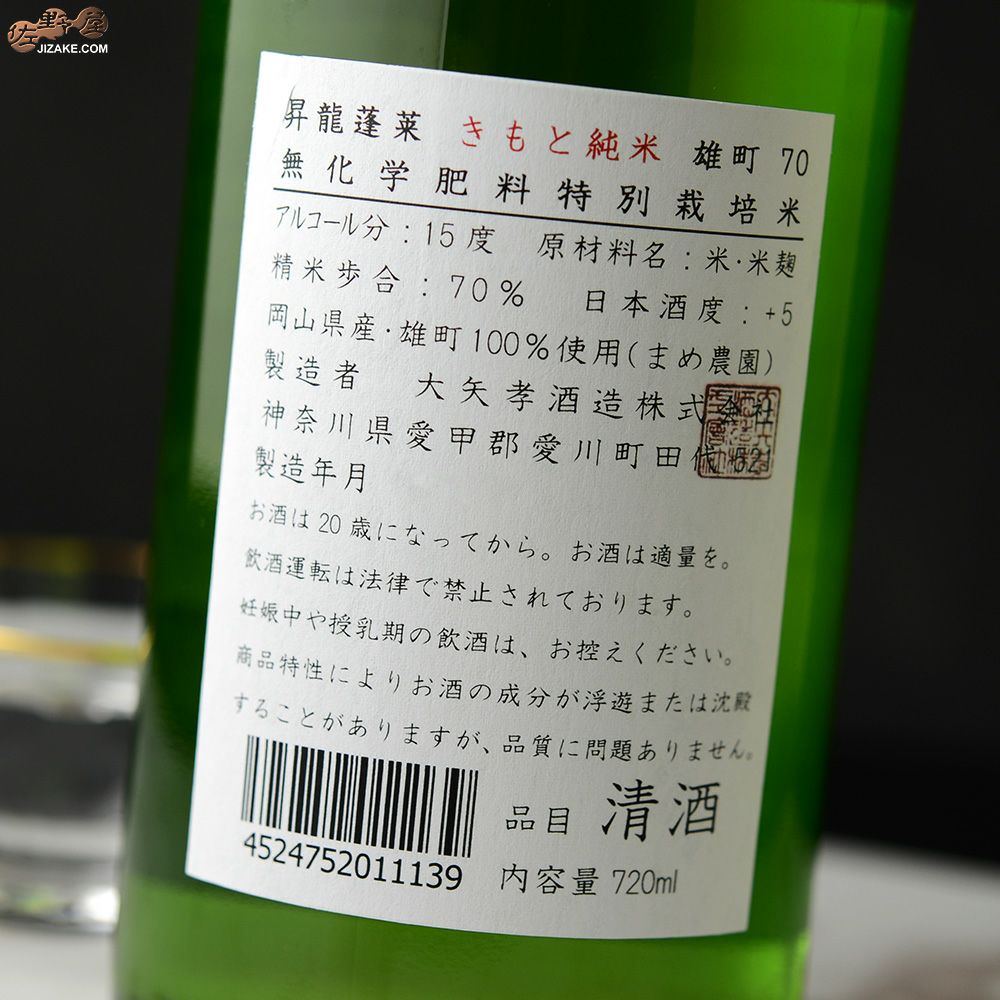 佐野屋
JIZAKE.COM
昇龍蓬莱 きもと純米 雄町 70
無化学肥料特別栽培米
アルコール分：15度 原材料名：米・米麹
精米歩合：70％ 日本酒度：+5
岡山県産・雄町100％使用(まめ農園)
製造者 大矢孝酒造株式会社
神奈川県愛甲郡愛川町田代521
製造年月
お酒は20歳になってから。お酒は適量を。
飲酒運転は法律で禁止されております。
妊娠中や授乳期の飲酒は、お控えください。
商品特性によりお酒の成分が浮遊または沈殿
することがありますが、品質に問題ありません。
品目 清酒
4524752011139
内容量 720ml